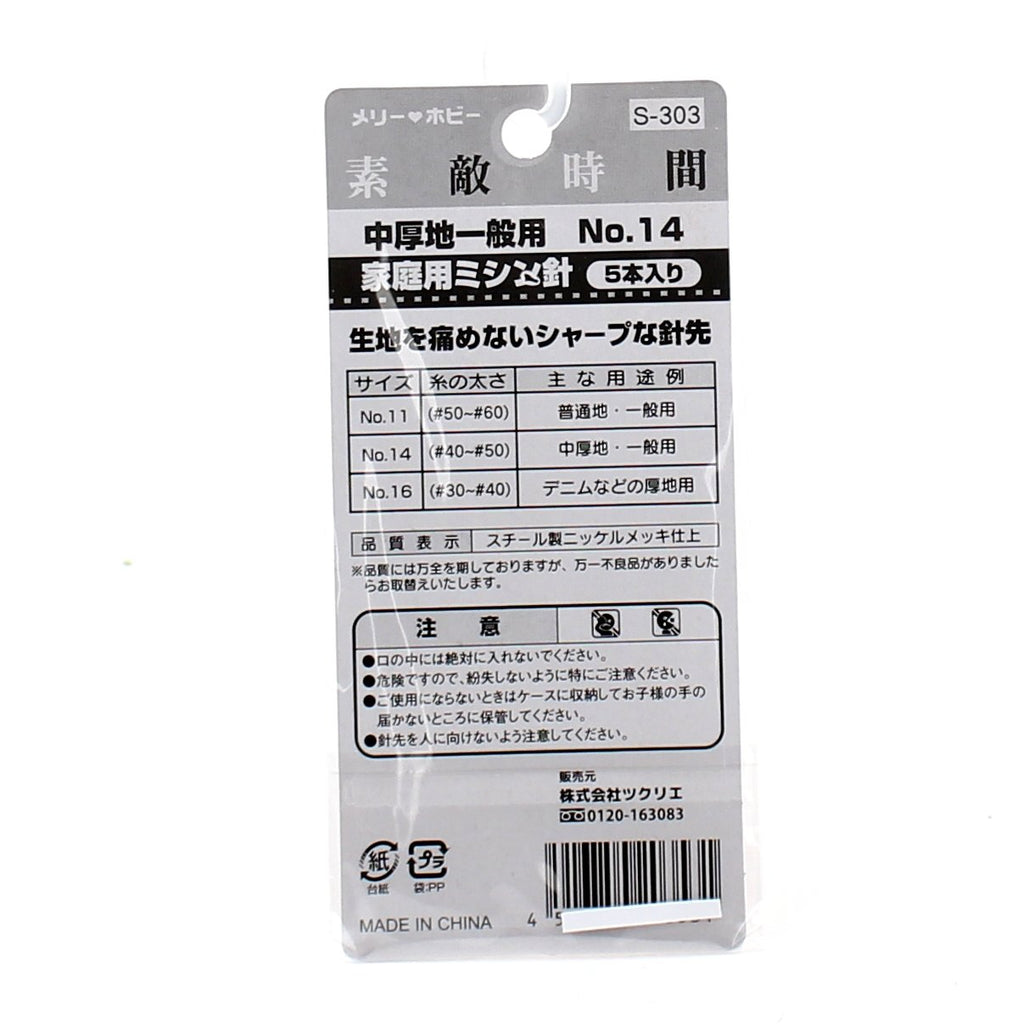 メリー♥ホビー
S-303
素敵時間
中厚地一般用 No.14
家庭用ミシン針 5本入り
生地を痛めないシャープな針先
サイズ 糸の太さ 主な用途例
No.11 (#50~#60) 普通地・一般用
No.14 (#40~#50) 中厚地・一般用
No.16 (#30~#40) デニムなどの厚地用
品質表示 スチール製ニッケルメッキ仕上
※品質には万全を期しておりますが、万一不良品がありました
らお取替えいたします。
注意
●口の中には絶対に入れないでください。
●危険ですので、紛失しないように特にご注意ください。
●ご使用にならないときはケースに収納してお子様の手の
届かないところに保管してください。
●針先を人に向けないよう注意してください。
販売元
株式会社ツクリエ
0120-163083
紙
台紙
プラ
袋:PP
MADE IN CHINA
4